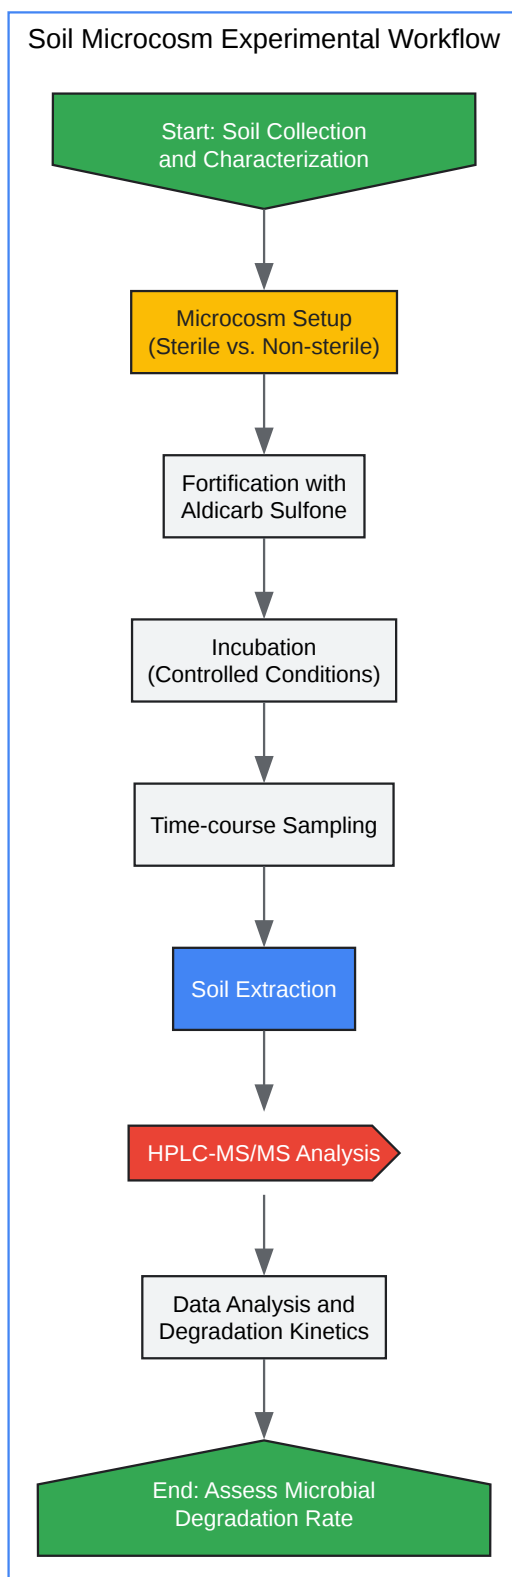 Soil Microcosm Experimental Workflow
Start: Soil Collection
and Characterization
Microcosm Setup
(Sterile vs. Non-sterile)
Fortification with
Aldicarb Sulfone
Incubation
(Controlled Conditions)
Time-course Sampling
Soil Extraction
HPLC-MS/MS Analysis
Data Analysis and
Degradation Kinetics
End: Assess Microbial
Degradation Rate